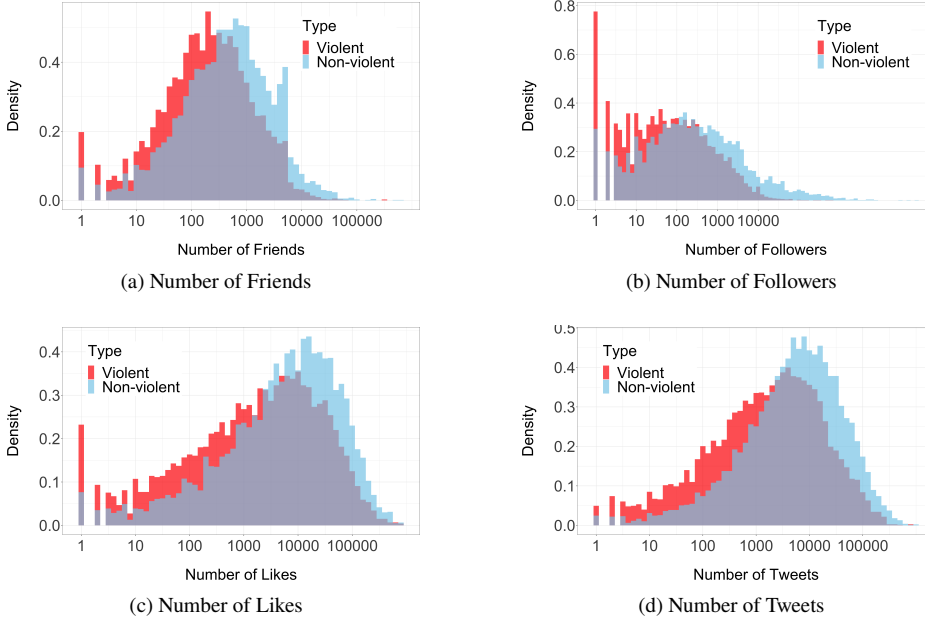 Type
Violent
Non-violent
0.4
0.2
0.0
Density
1 10 100 1000 10000 100000
Number of Friends
(a) Number of Friends
Type
Violent
Non-violent
0.8
0.6
0.4
0.2
0.0
Density
1 10 100 1000 10000
Number of Followers
(b) Number of Followers
Type
Violent
Non-violent
0.4
0.3
0.2
0.1
0.0
Density
1 10 100 1000 10000 100000
Number of Likes
(c) Number of Likes
Type
Violent
Non-violent
0.5
0.4
0.3
0.2
0.1
0.0
Density
1 10 100 1000 10000 100000
Number of Tweets
(d) Number of Tweets